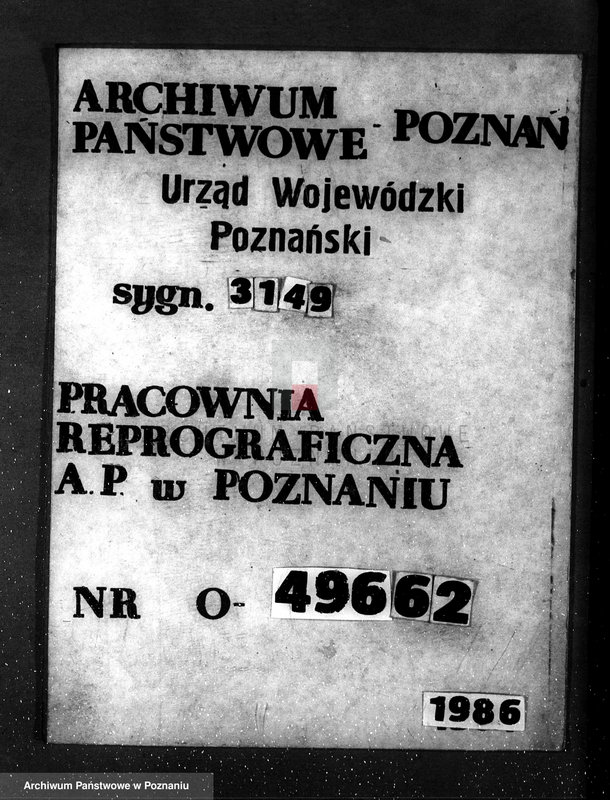 ARCHIWUM
PAŃSTWOWE - POZNAŃ
Urząd Wojewódzki
Poznański
sygn. 3149
PRACOWNIA
REPROGRAFICZNA
A.P. w POZNANIU
NR O- 49662
1986
Archiwum Państwowe w Poznaniu